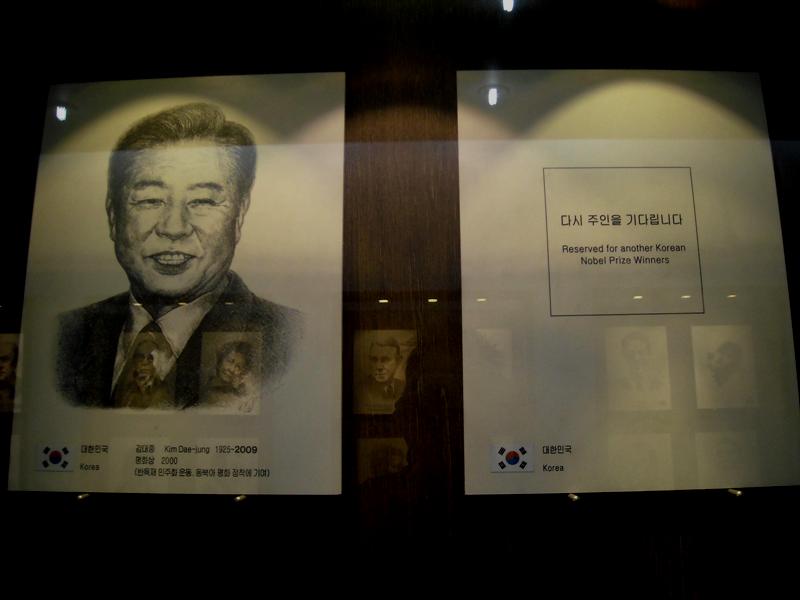 대한민국
Korea
김대중 Kim Dae-jung 1925-2009
평화상 2000
(반독재 민주화 운동, 동북아 평화 정착에 기여)
다시 주인을 기다립니다
Reserved for another Korean
Nobel Prize Winners
대한민국
Korea